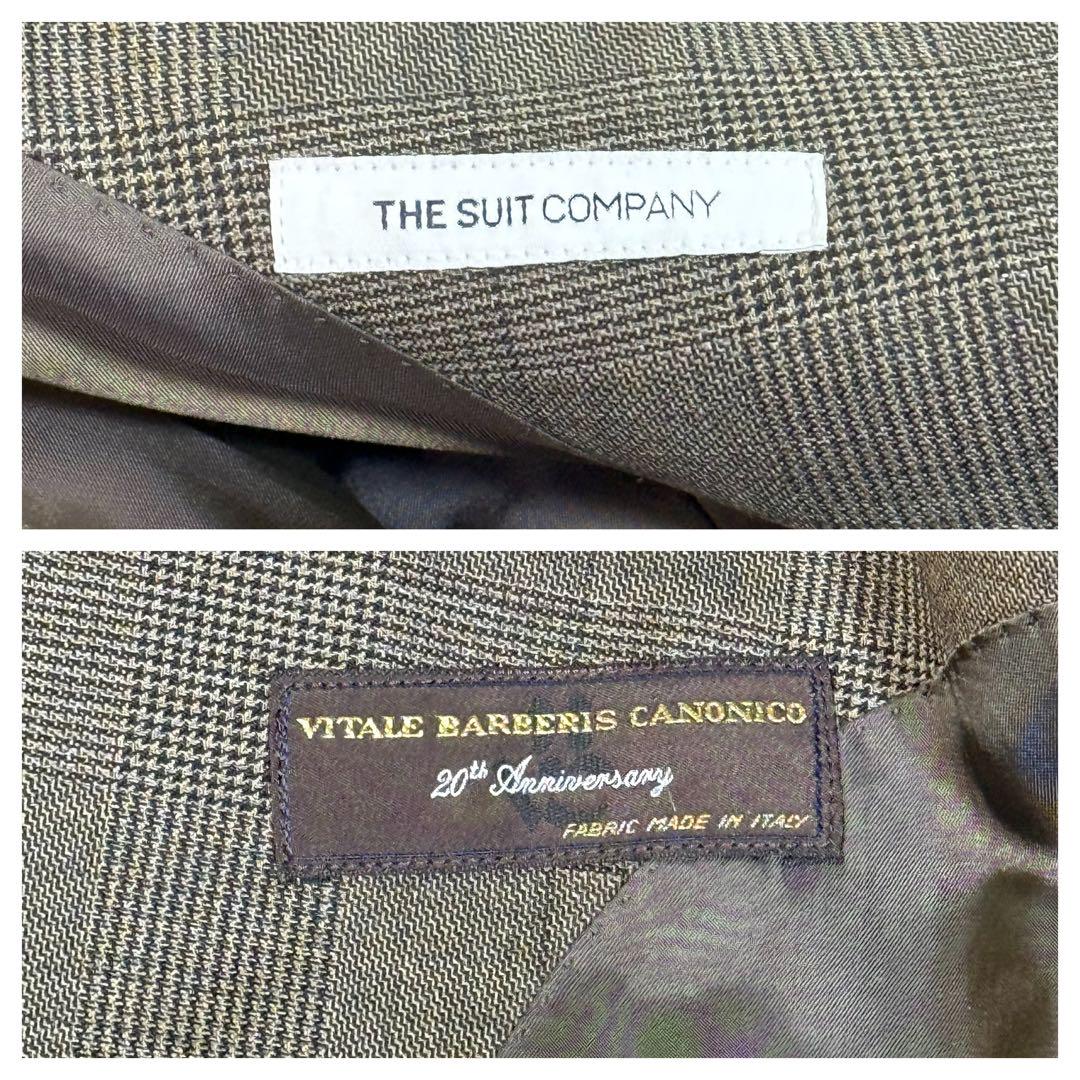 THE SUIT COMPANY
VITALE BARBERIS CANONICO
20th Anniversary
FABRIC MADE IN ITALY